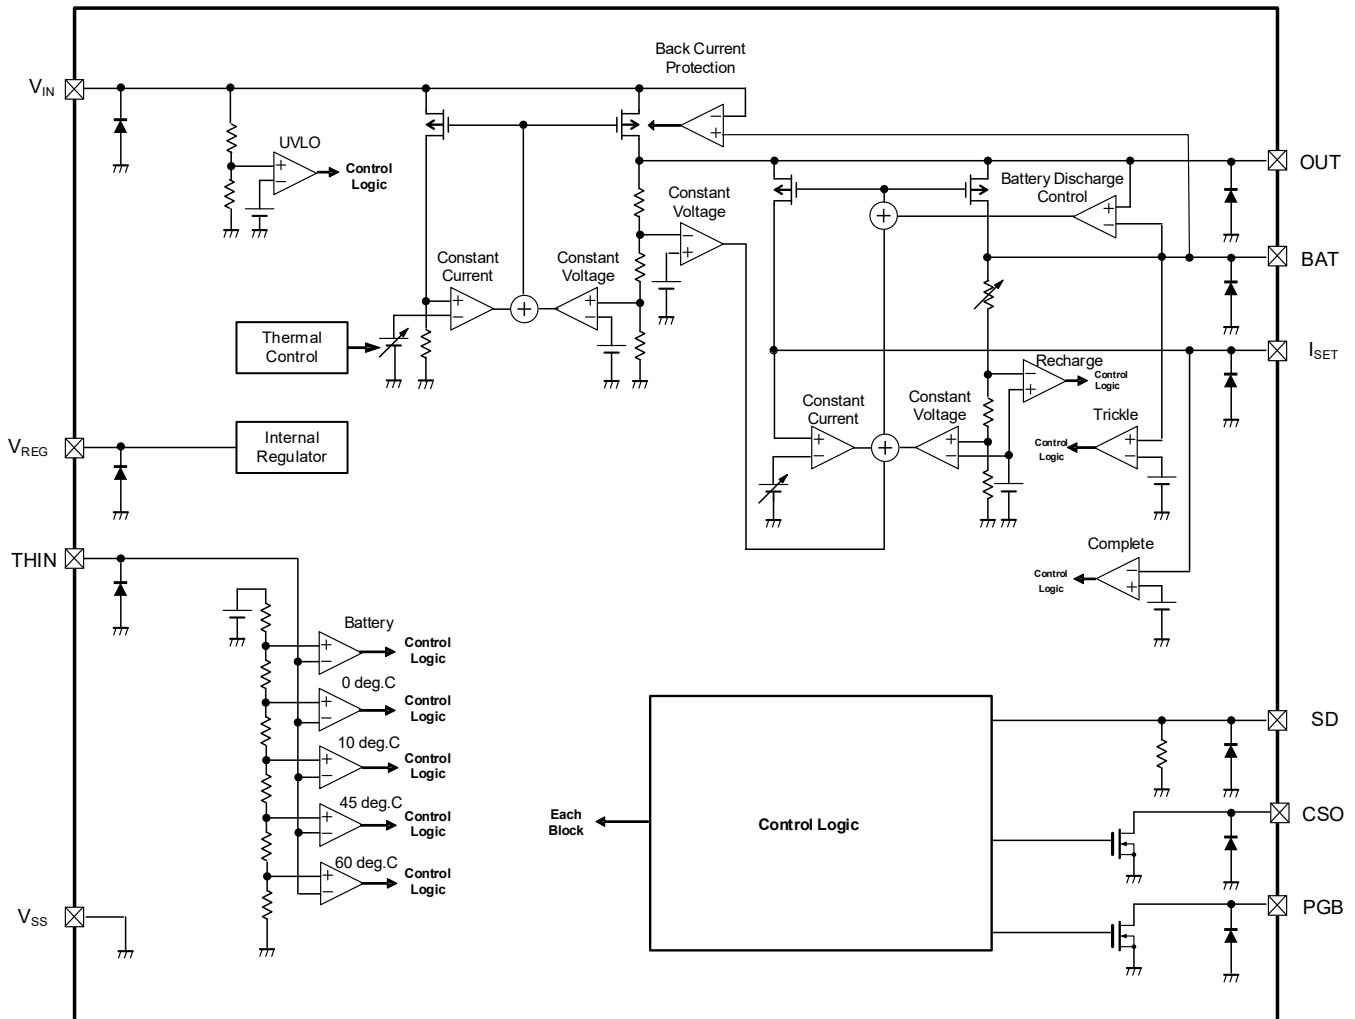 Back Current
Protection
VIN
UVLO
Control
Logic
OUT
Constant
Voltage
Battery Discharge
Control
+
BAT
Constant
Current
Constant
Voltage
+
Thermal
Control
ISET
Recharge
Control
Logic
Constant
Current
Constant
Voltage
+
Trickle
Control
Logic
VREG
Internal
Regulator
THIN
Complete
Control
Logic
Battery
Control
Logic
0 deg.C
Control
Logic
10 deg.C
Control
Logic
45 deg.C
Control
Logic
60 deg.C
Control
Logic
Each
Block
Control Logic
SD
CSO
PGB
VSS